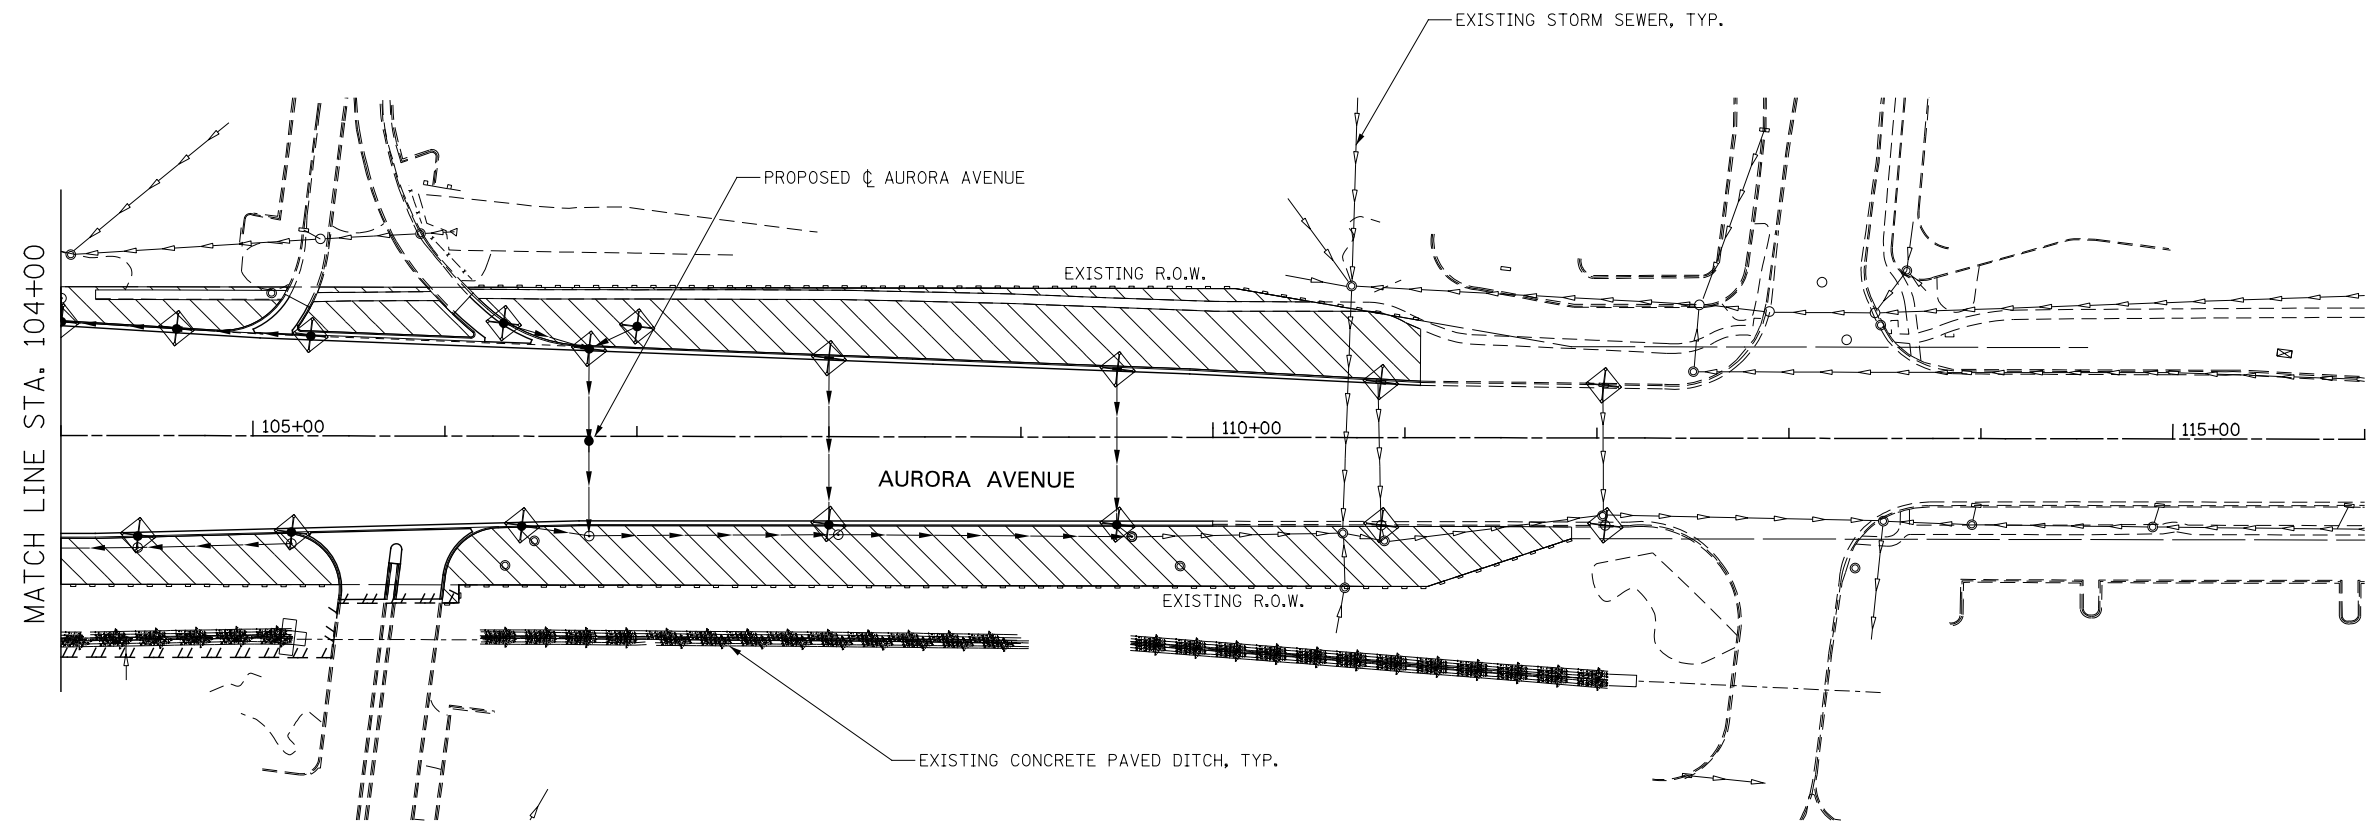 EXISTING STORM SEWER, TYP.
PROPOSED ℄ AURORA AVENUE
EXISTING R.O.W.
MATCH LINE STA. 104+00
105+00
110+00
115+00
AURORA AVENUE
EXISTING R.O.W.
EXISTING CONCRETE PAVED DITCH, TYP.